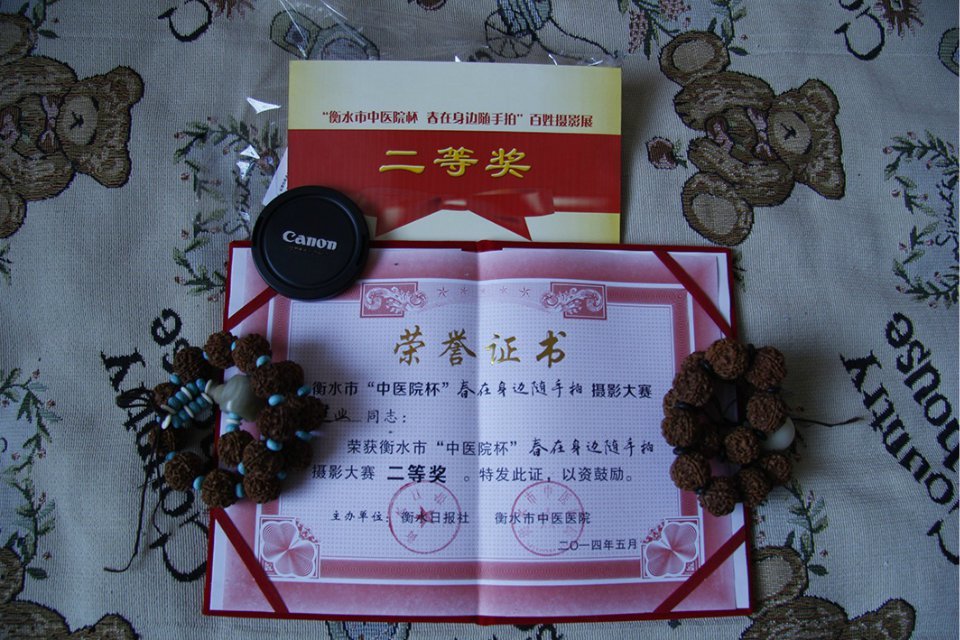 “衡水市中医院杯 春在身边随手拍”百姓摄影展
二等奖
Canon
荣誉证书
衡水市“中医院杯”春在身边随手拍 摄影大赛
同志：
荣获衡水市“中医院杯”春在身边随手拍
摄影大赛 二等奖 。特发此证，以资鼓励。
主办单位：衡水日报社 衡水市中医医院
二〇一四年五月
house
ountry